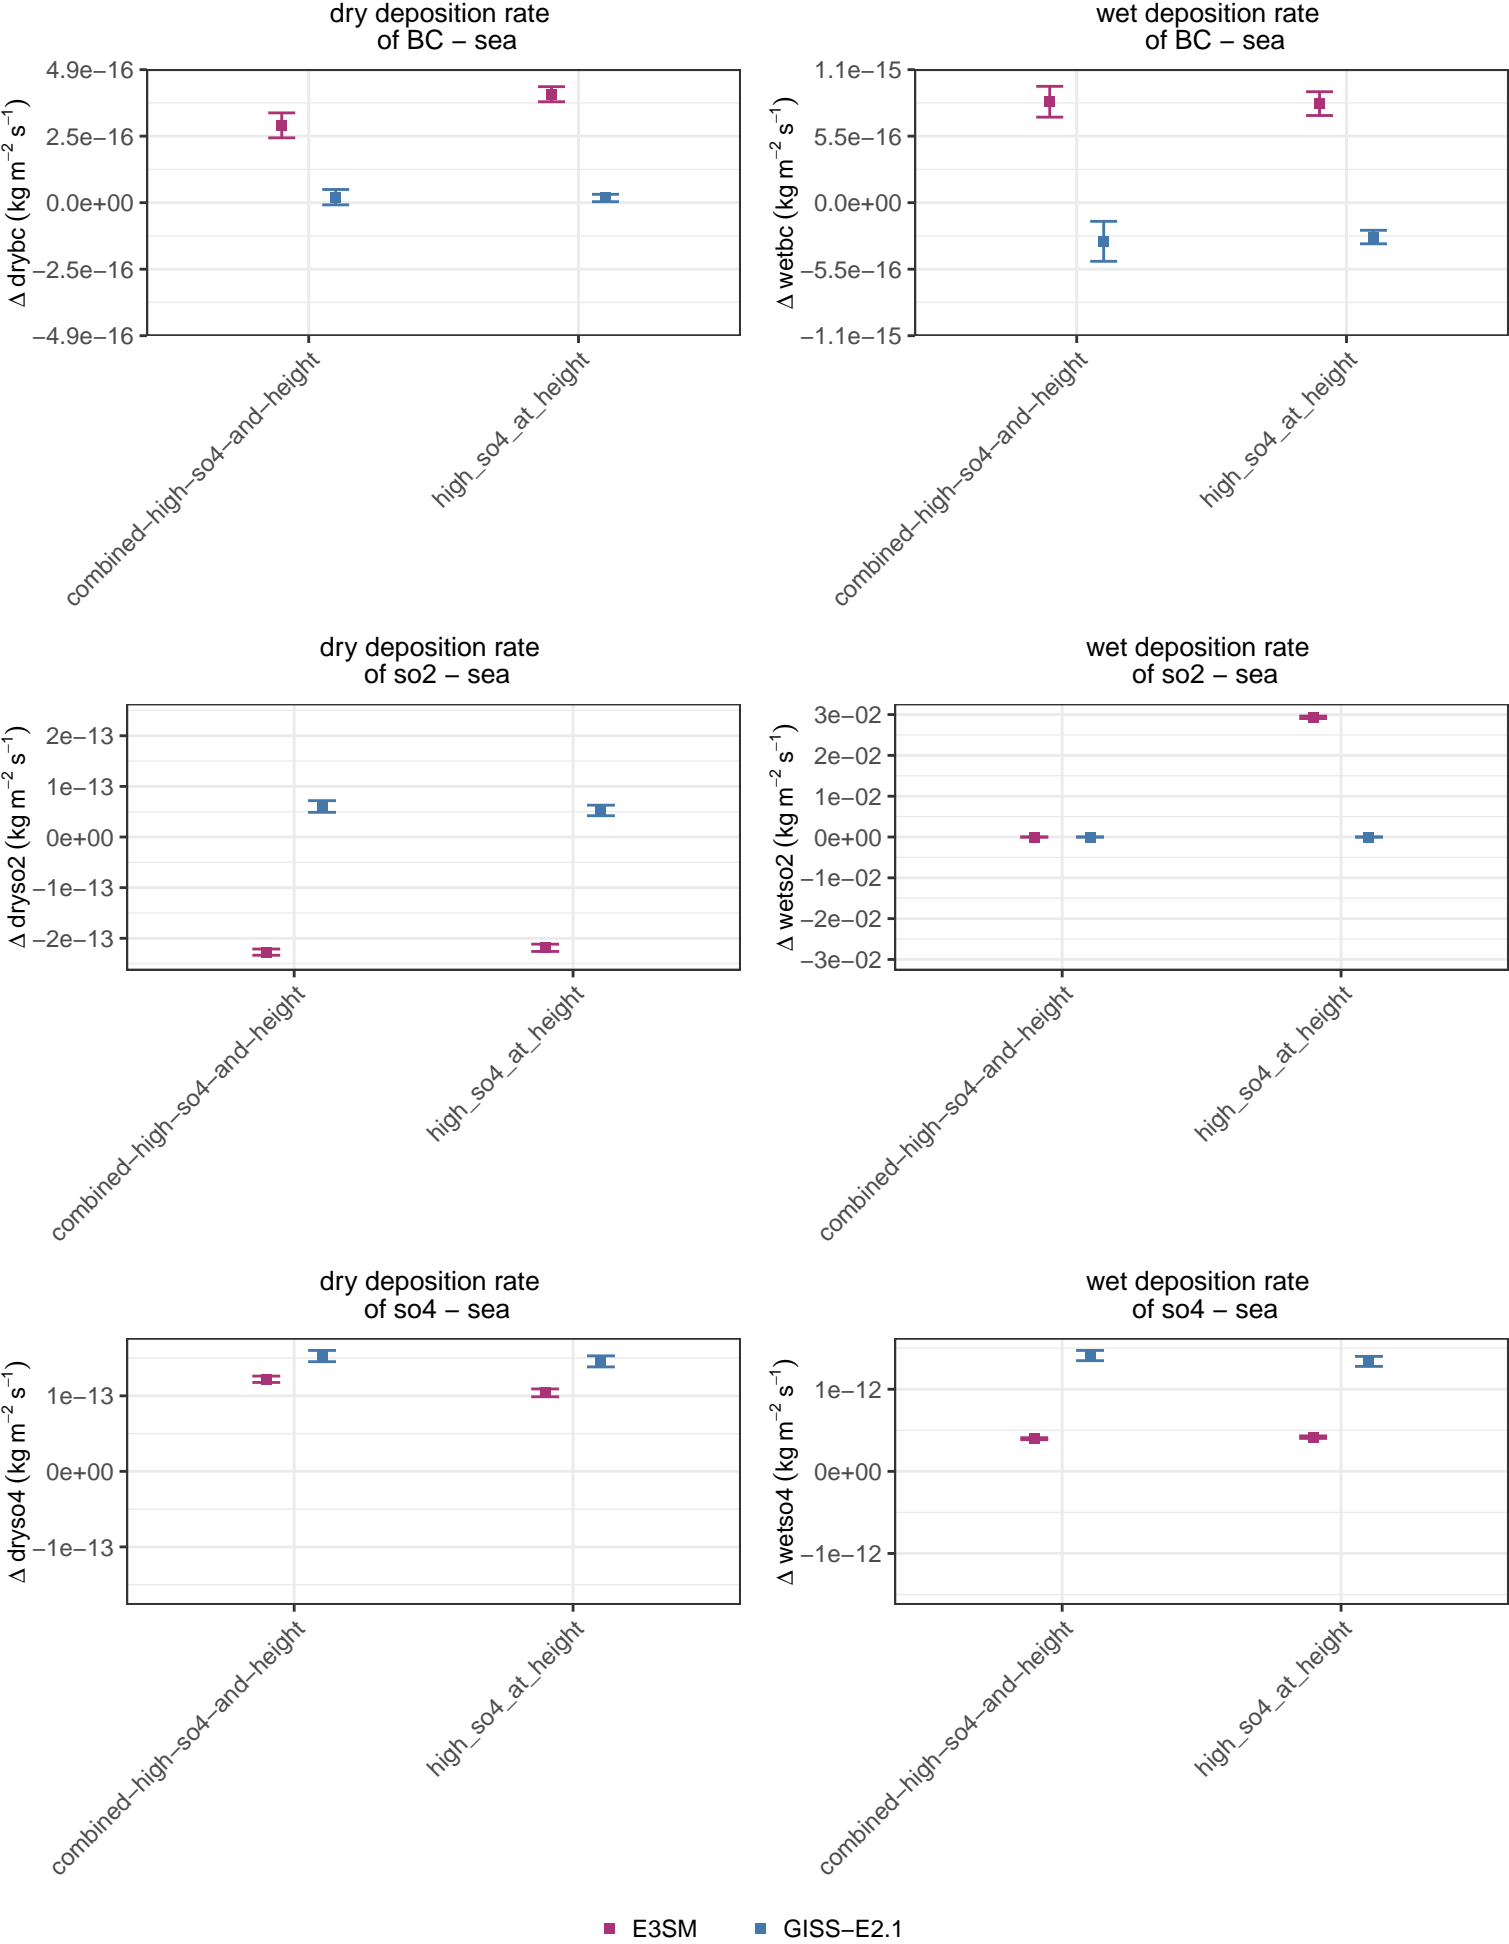 dry deposition rate
of BC − sea
Δ drybc (kg m−2 s−1)
4.9e−16
2.5e−16
0.0e+00
−2.5e−16
−4.9e−16
combined−high−so4−and−height
high_so4_at_height
wet deposition rate
of BC − sea
Δ wetbc (kg m−2 s−1)
1.1e−15
5.5e−16
0.0e+00
−5.5e−16
−1.1e−15
combined−high−so4−and−height
high_so4_at_height
dry deposition rate
of so2 − sea
Δ dryso2 (kg m−2 s−1)
2e−13
1e−13
0e+00
−1e−13
−2e−13
combined−high−so4−and−height
high_so4_at_height
wet deposition rate
of so2 − sea
Δ wetso2 (kg m−2 s−1)
3e−02
2e−02
1e−02
0e+00
−1e−02
−2e−02
−3e−02
combined−high−so4−and−height
high_so4_at_height
dry deposition rate
of so4 − sea
Δ dryso4 (kg m−2 s−1)
1e−13
0e+00
−1e−13
combined−high−so4−and−height
high_so4_at_height
wet deposition rate
of so4 − sea
Δ wetso4 (kg m−2 s−1)
1e−12
0e+00
−1e−12
combined−high−so4−and−height
high_so4_at_height
E3SM
GISS−E2.1